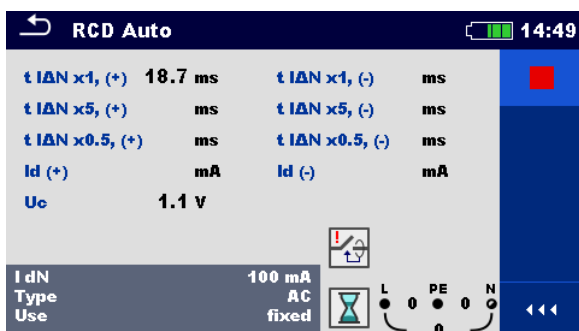 RCD Auto 14:49
t IΔN x1, (+) 18.7 ms t IΔN x1, (-) ms
t IΔN x5, (+) ms t IΔN x5, (-) ms
t IΔN x0.5, (+) ms t IΔN x0.5, (-) ms
Id (+) mA Id (-) mA
Uc 1.1 V
I dN 100 mA
Type AC
Use fixed
L PE N
0 0
0